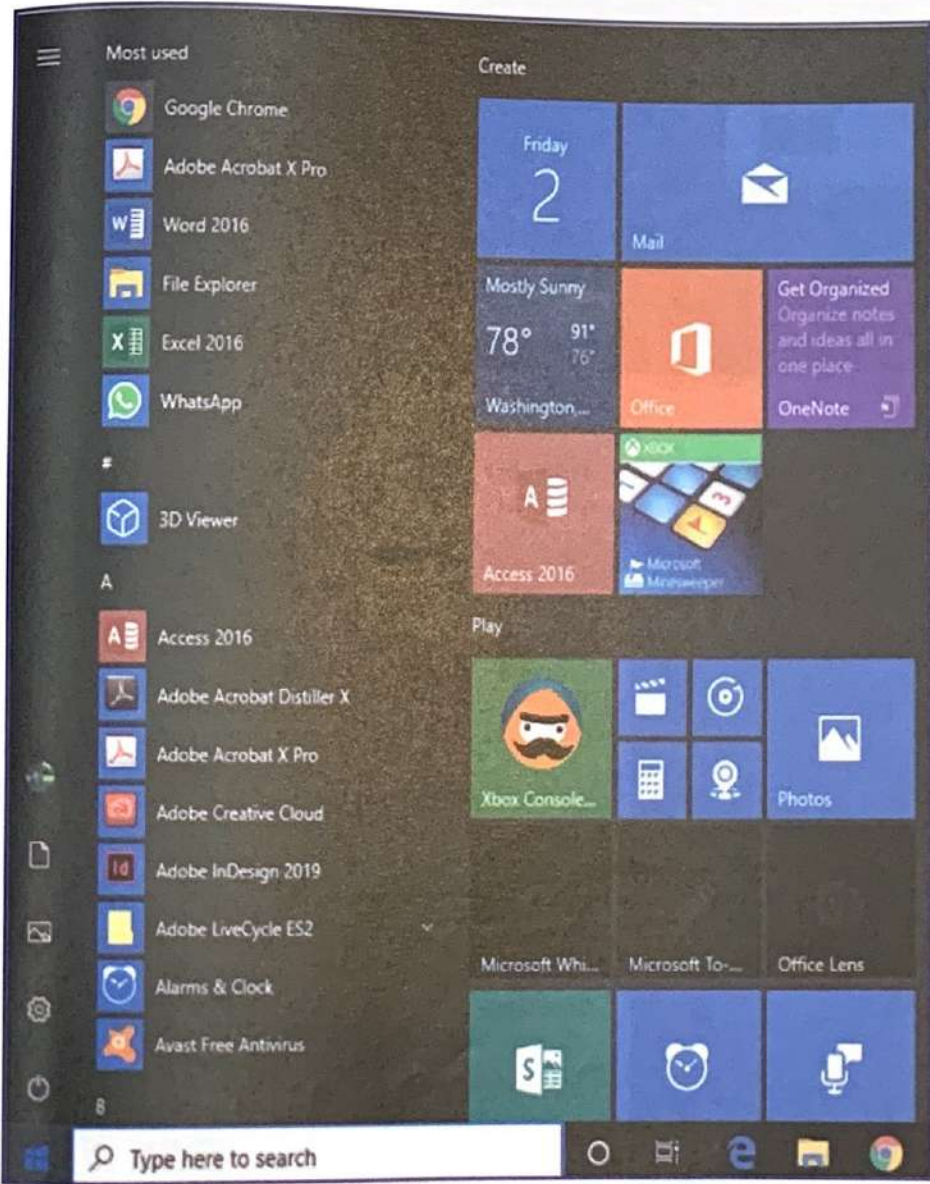 Most used
Google Chrome
Adobe Acrobat X Pro
Word 2016
File Explorer
Excel 2016
WhatsApp
#
3D Viewer
A
Access 2016
Adobe Acrobat Distiller X
Adobe Acrobat X Pro
Adobe Creative Cloud
Adobe InDesign 2019
Adobe LiveCycle ES2
Alarms & Clock
Avast Free Antivirus
B
Create
Friday
2
Mail
Mostly Sunny
78° 91°
76°
Washington,...
Office
Get Organized
Organize notes
and ideas all in
one place
OneNote
Access 2016
XBOX
Microsoft
Minesweeper
Play
Xbox Console...
Photos
Microsoft Whi...
Microsoft To-...
Office Lens
Type here to search